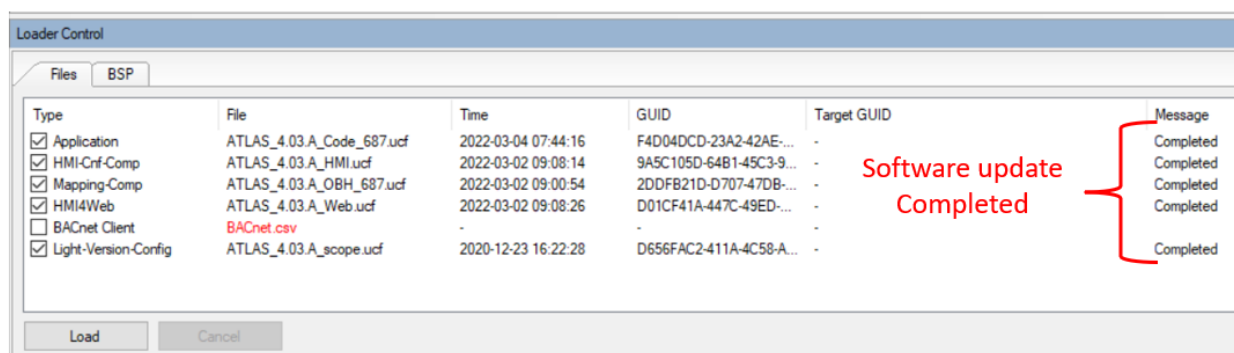 Loader Control
Files BSP
Type File Time GUID Target GUID Message
Application ATLAS_4.03.A_Code_687.ucf 2022-03-04 07:44:16 F4D04DCD-23A2-42AE-... - Completed
HMI-Cnf-Comp ATLAS_4.03.A_HMI.ucf 2022-03-02 09:08:14 9A5C105D-64B1-45C3-9... - Completed
Mapping-Comp ATLAS_4.03.A_OBH_687.ucf 2022-03-02 09:00:54 2DDFB21D-D707-47DB-... - Completed
HMI4Web ATLAS_4.03.A_Web.ucf 2022-03-02 09:08:26 D01CF41A-447C-49ED-... - Completed
BACnet Client BACnet.csv - - -
Light-Version-Config ATLAS_4.03.A_scope.ucf 2020-12-23 16:22:28 D656FAC2-411A-4C58-A... - Completed
Software update
Completed
Load Cancel